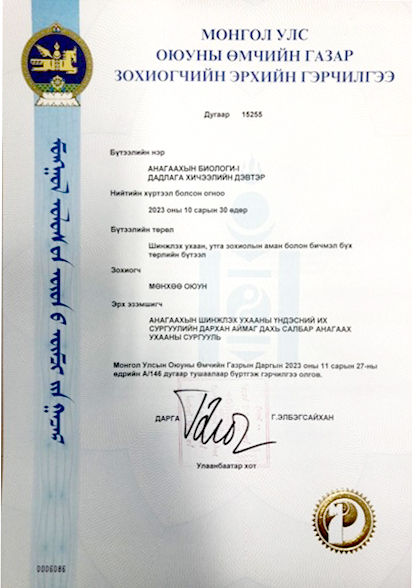 МОНГОЛ УЛС
ОЮУНЫ ӨМЧИЙН ГАЗАР
ЗОХИОГЧИЙН ЭРХИЙН ГЭРЧИЛГЭЭ
Дугаар 15255
Бүтээлийн нэр
АНАГААХЫН БИОЛОГИ-I
ДАДЛАГА ХИЧЭЭЛИЙН ДЭВТЭР
Нийтийн хүртээл болсон огноо
2023 оны 10 сарын 30 өдөр
Бүтээлийн төрөл
Шинжлэх ухаан, утга зохиолын аман болон бичмэл бүх
төрлийн бүтээл
Зохиогч
МӨНХӨӨ ОЮУН
Эрх эзэмшигч
АНАГААХЫН ШИНЖЛЭХ УХААНЫ ҮНДЭСНИЙ ИХ
СУРГУУЛИЙН ДАРХАН АЙМАГ ДАХЬ САЛБАР АНАГААХ
УХААНЫ СУРГУУЛЬ
Монгол Улсын Оюуны Өмчийн Газрын Даргын 2023 оны 11 сарын 27-ны
өдрийн А/146 дугаар тушаалаар бүртгэж гэрчилгээ олгов.
ДАРГА Г.ЭЛБЭГСАЙХАН
Улаанбаатар хот
0006086